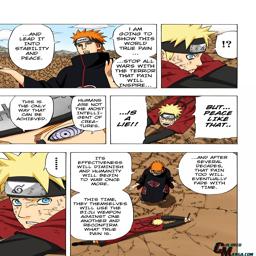 !?
I AM
GOING TO
SHOW THIS
WORLD
TRUE PAIN
...
...STOP ALL
WARS WITH
THE TERROR
THAT PAIN
WILL
INSPIRE...
AND
LEAD IT
INTO
STABILITY
AND
PEACE.
BUT...
PEACE
LIKE
THAT...
...IS
A
LIE!!
HUMANS ARE
NOT THE
MOST
INTELLI-
GENT OF
CREA-
TURES.
THIS IS
THE ONLY
WAY THAT
CAN BE
ACHIEVED.
AND AFTER
SEVERAL
DECADES,
THAT PAIN
TOO WILL
EVENTUALLY
FADE WITH
TIME.
ITS
EFFECTIVENESS
WILL DIMINISH
AND HUMANITY
WILL BEGIN
TO WAR
ONCE MORE.
THIS TIME,
THEY
THEMSELVES
WILL USE THE
BIJU WEAPON
AGAINST
ONE
ANOTHER AND
RECONFIRM
WHAT TRUE
PAIN IS.